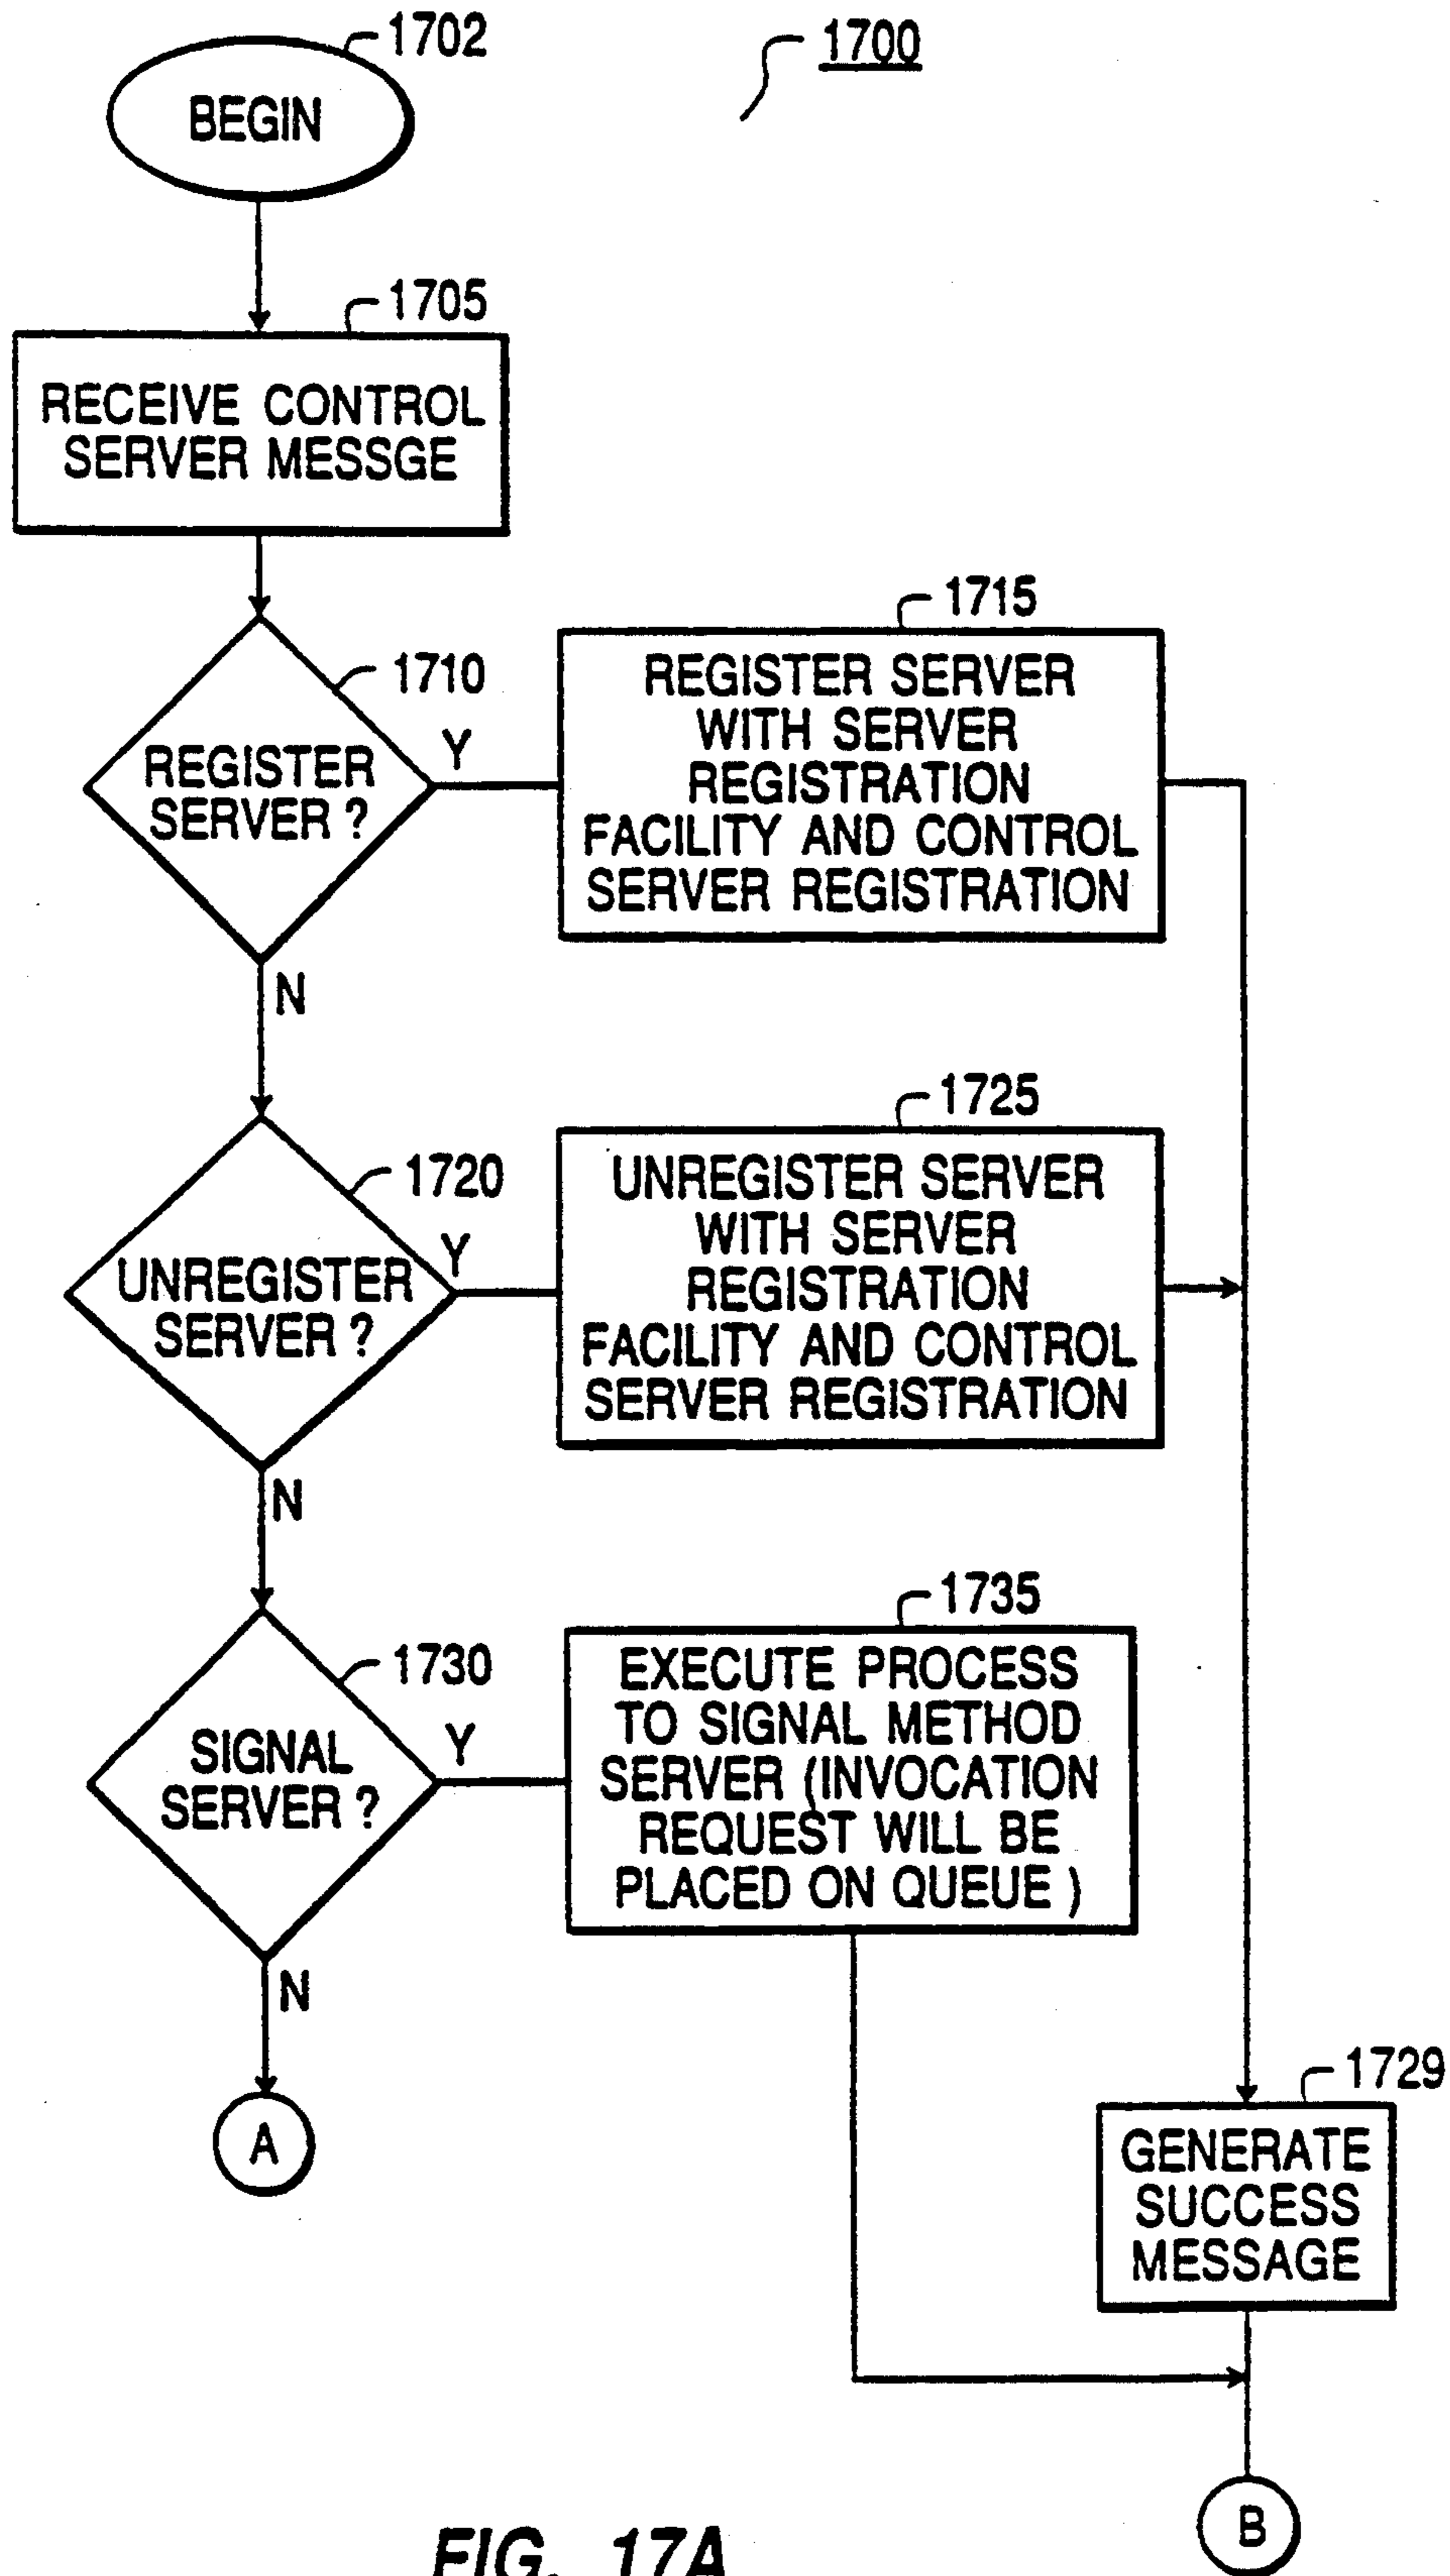 1702
1700
BEGIN
1705
RECEIVE CONTROL
SERVER MESSGE
1710
REGISTER
SERVER ?
Y
N
1715
REGISTER SERVER
WITH SERVER
REGISTRATION
FACILITY AND CONTROL
SERVER REGISTRATION
1720
UNREGISTER
SERVER ?
Y
N
1725
UNREGISTER SERVER
WITH SERVER
REGISTRATION
FACILITY AND CONTROL
SERVER REGISTRATION
1730
SIGNAL
SERVER ?
Y
N
1735
EXECUTE PROCESS
TO SIGNAL METHOD
SERVER (INVOCATION
REQUEST WILL BE
PLACED ON QUEUE )
A
1729
GENERATE
SUCCESS
MESSAGE
B
FIG. 17A